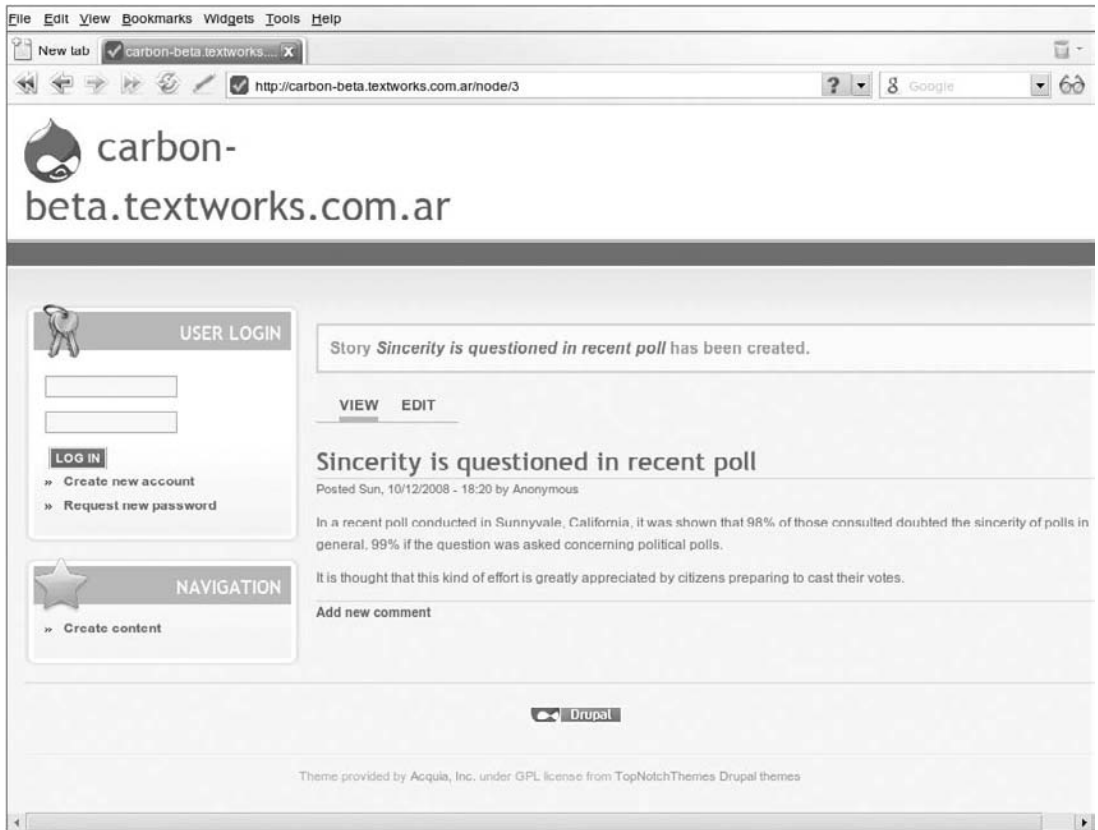 File Edit View Bookmarks Widgets Tools Help
New tab carbon-beta.textworks....
http://carbon-beta.textworks.com.ar/node/3 ? 8 Google
carbon-
beta.textworks.com.ar
USER LOGIN
LOG IN
» Create new account
» Request new password
NAVIGATION
» Create content
Story Sincerity is questioned in recent poll has been created.
VIEW EDIT
Sincerity is questioned in recent poll
Posted Sun, 10/12/2008 - 18:20 by Anonymous
In a recent poll conducted in Sunnyvale, California, it was shown that 98% of those consulted doubted the sincerity of polls in
general, 99% if the question was asked concerning political polls.
It is thought that this kind of effort is greatly appreciated by citizens preparing to cast their votes.
Add new comment
Drupal
Theme provided by Acquia, Inc. under GPL license from TopNotchThemes Drupal themes